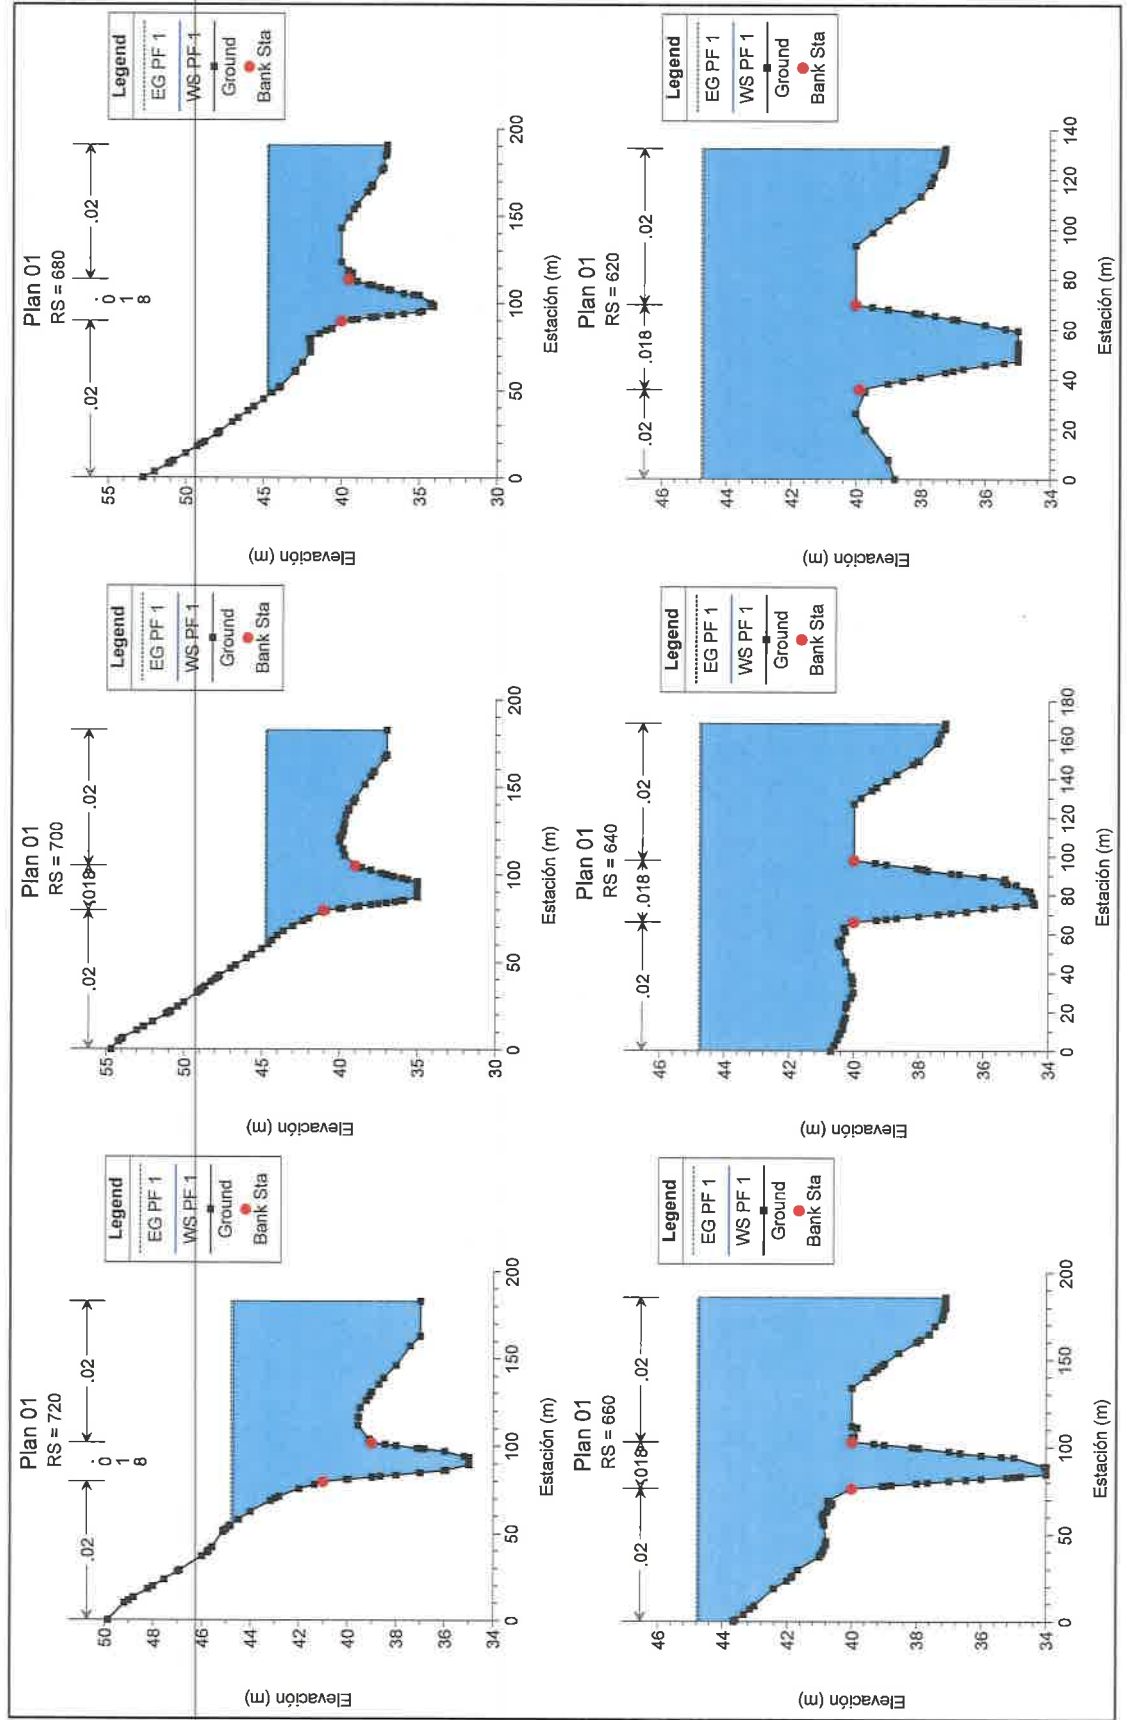 Plan 01
RS = 720
.02
.018
.02
Legend
EG PF 1
WS PF 1
Ground
Bank Sta
Elevación (m)
50
48
46
44
42
40
38
36
34
0
50
100
150
200
Estación (m)
Plan 01
RS = 700
.02
.018
.02
Legend
EG PF 1
WS PF 1
Ground
Bank Sta
Elevación (m)
55
50
45
40
35
30
0
50
100
150
200
Estación (m)
Plan 01
RS = 680
.02
.018
.02
Legend
EG PF 1
WS PF 1
Ground
Bank Sta
Elevación (m)
55
50
45
40
35
30
0
50
100
150
200
Estación (m)
Plan 01
RS = 660
.02
.018
.02
Legend
EG PF 1
WS PF 1
Ground
Bank Sta
Elevación (m)
46
44
42
40
38
36
34
0
50
100
150
200
Estación (m)
Plan 01
RS = 640
.02
.018
.02
Legend
EG PF 1
WS PF 1
Ground
Bank Sta
Elevación (m)
46
44
42
40
38
36
34
0
20
40
60
80
100
120
140
160
180
Estación (m)
Plan 01
RS = 620
.02
.018
.02
Legend
EG PF 1
WS PF 1
Ground
Bank Sta
Elevación (m)
46
44
42
40
38
36
34
0
20
40
60
80
100
120
140
Estación (m)